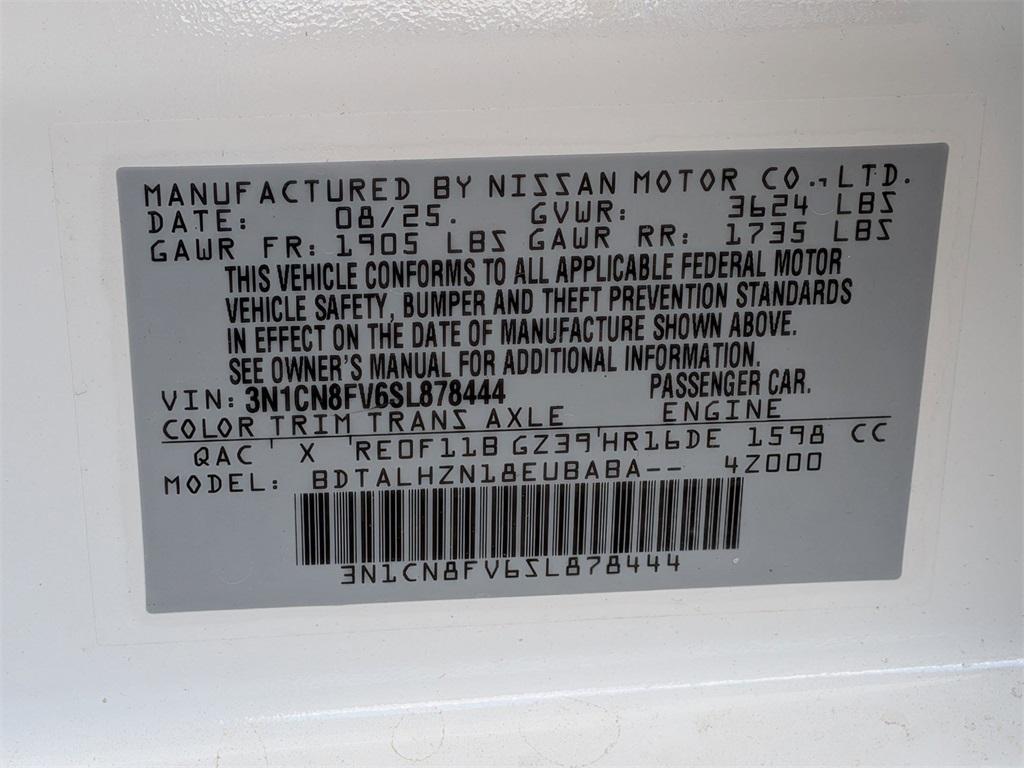 MANUFACTURED BY NISSAN MOTOR CO., LTD.
DATE: 08/25. GVWR: 3624 LBS
GAWR FR: 1905 LBS GAWR RR: 1735 LBS
THIS VEHICLE CONFORMS TO ALL APPLICABLE FEDERAL MOTOR
VEHICLE SAFETY, BUMPER AND THEFT PREVENTION STANDARDS
IN EFFECT ON THE DATE OF MANUFACTURE SHOWN ABOVE.
SEE OWNER'S MANUAL FOR ADDITIONAL INFORMATION.
VIN: 3N1CN8FV6SL878444 PASSENGER CAR.
COLOR TRIM TRANS AXLE ENGINE
QAC X RE0F11B GZ39 HR16DE 1598 CC
MODEL: BDTALHZN18EUBABA-- 4Z000
3N1CN8FV6SL878444